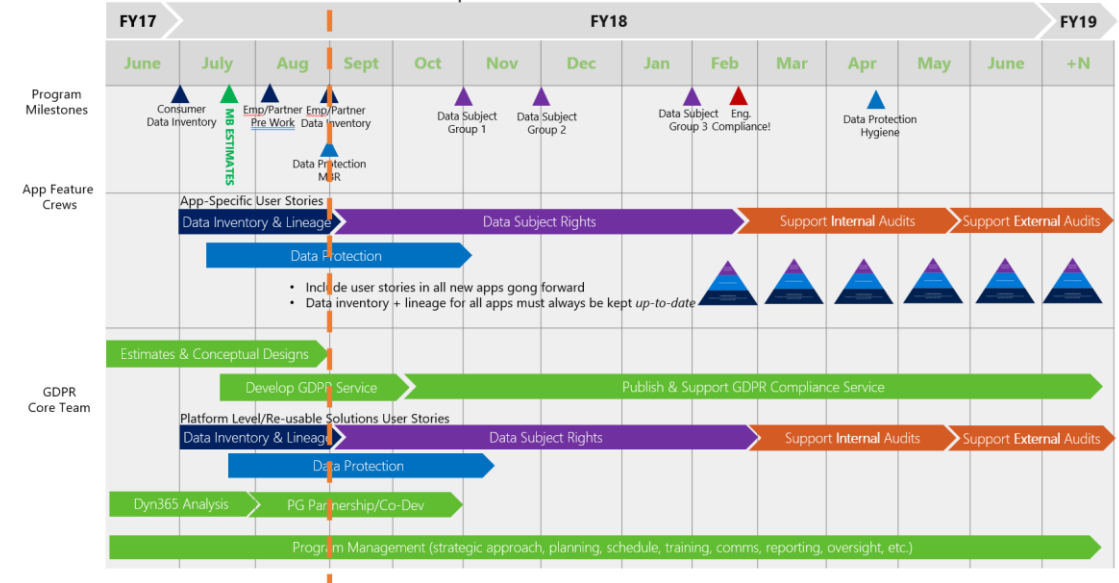 FY17
FY18
FY19
June
July
Aug
Sept
Oct
Nov
Dec
Jan
Feb
Mar
Apr
May
June
+N
Program
Milestones
Consumer
Data Inventory
MB ESTIMATES
Emp/Partner
Pre Work
Emp/Partner
Data Inventory
Data Protection
MBR
Data Subject
Group 1
Data Subject
Group 2
Data Subject
Group 3
Eng.
Compliance!
Data Protection
Hygiene
App Feature
Crews
App-Specific User Stories
Data Inventory & Lineage
Data Subject Rights
Support Internal Audits
Support External Audits
Data Protection
• Include user stories in all new apps gong forward
• Data inventory + lineage for all apps must always be kept up-to-date
GDPR
Core Team
Estimates & Conceptual Designs
Develop GDPR Service
Publish & Support GDPR Compliance Service
Platform Level/Re-usable Solutions User Stories
Data Inventory & Lineage
Data Subject Rights
Support Internal Audits
Support External Audits
Data Protection
Dyn365 Analysis
PG Partnership/Co-Dev
Program Management (strategic approach, planning, schedule, training, comms, reporting, oversight, etc.)